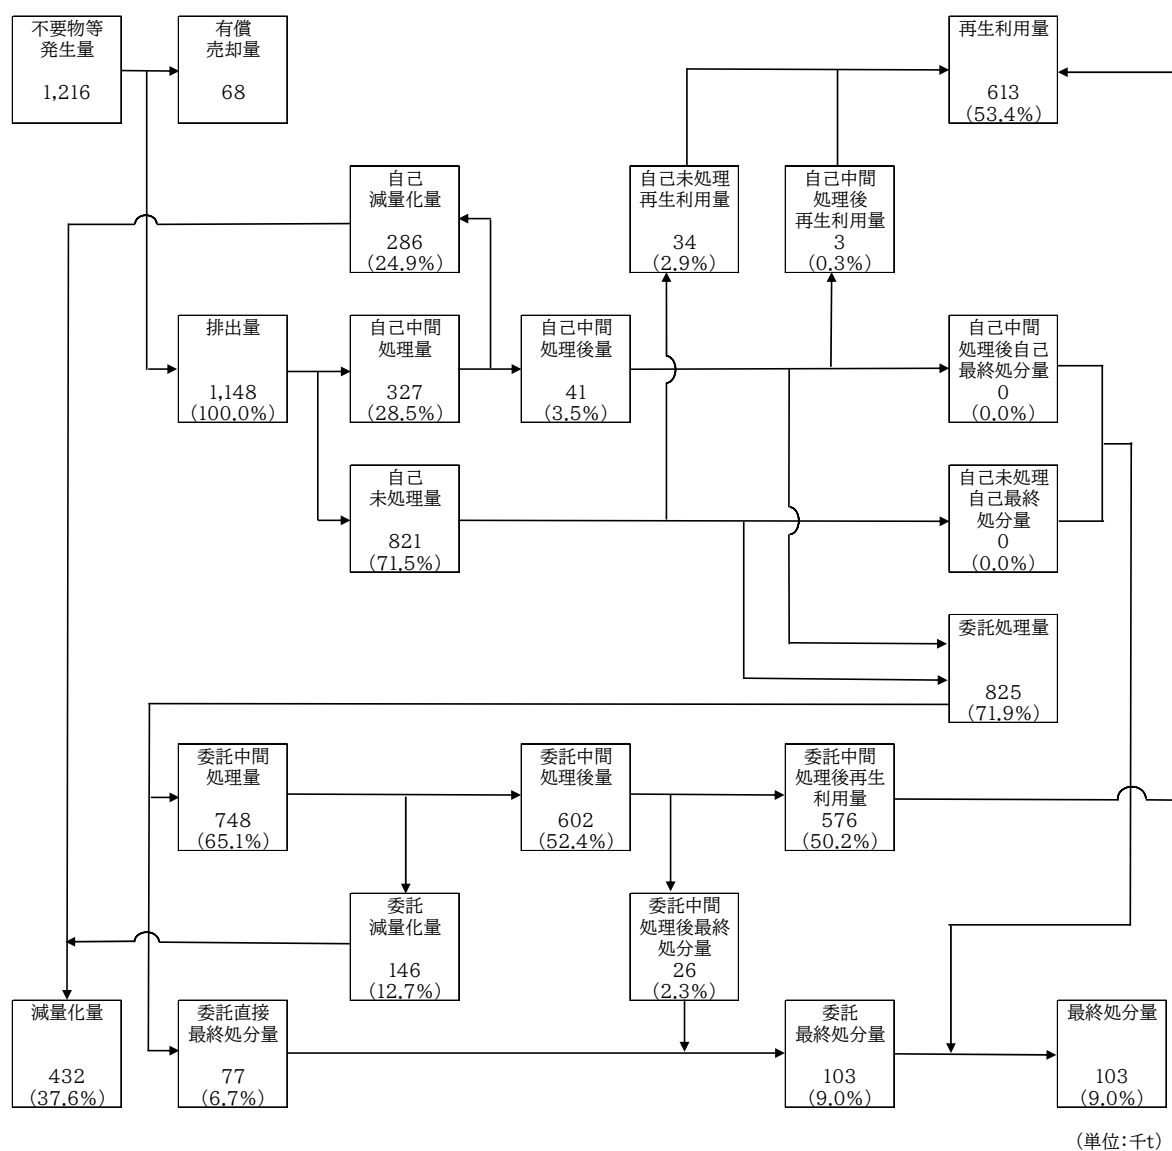 不要物等
発生量
1,216
有償
売却量
68
再生利用量
613
(53.4%)
自己
減量化量
286
(24.9%)
自己未処理
再生利用量
34
(2.9%)
自己中間
処理後
再生利用量
3
(0.3%)
排出量
1,148
(100.0%)
自己中間
処理量
327
(28.5%)
自己中間
処理後量
41
(3.5%)
自己中間
処理後自己
最終処分量
0
(0.0%)
自己
未処理量
821
(71.5%)
自己未処理
自己最終
処分量
0
(0.0%)
委託処理量
825
(71.9%)
委託中間
処理量
748
(65.1%)
委託中間
処理後量
602
(52.4%)
委託中間
処理後再生
利用量
576
(50.2%)
委託
減量化量
146
(12.7%)
委託中間
処理後最終
処分量
26
(2.3%)
減量化量
432
(37.6%)
委託直接
最終処分量
77
(6.7%)
委託
最終処分量
103
(9.0%)
最終処分量
103
(9.0%)
(単位:千t)